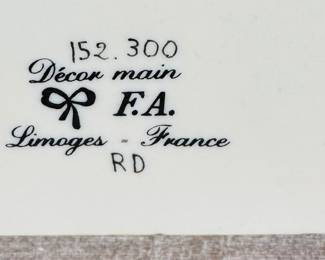 152.300
Décor main
F.A.
Limoges - France
RD